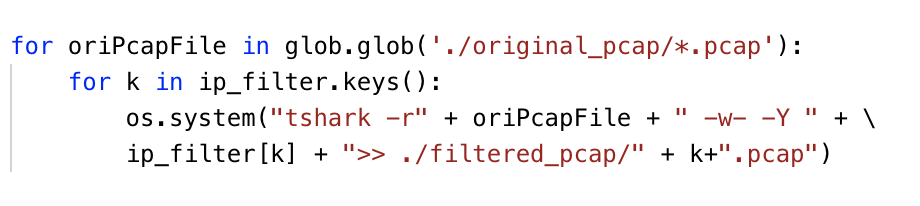 for oriPcapFile in glob.glob('./original_pcap/*.pcap'):
    for k in ip_filter.keys():
        os.system("tshark -r" + oriPcapFile + " -w- -Y " + \
        ip_filter[k] + ">> ./filtered_pcap/" + k+".pcap")